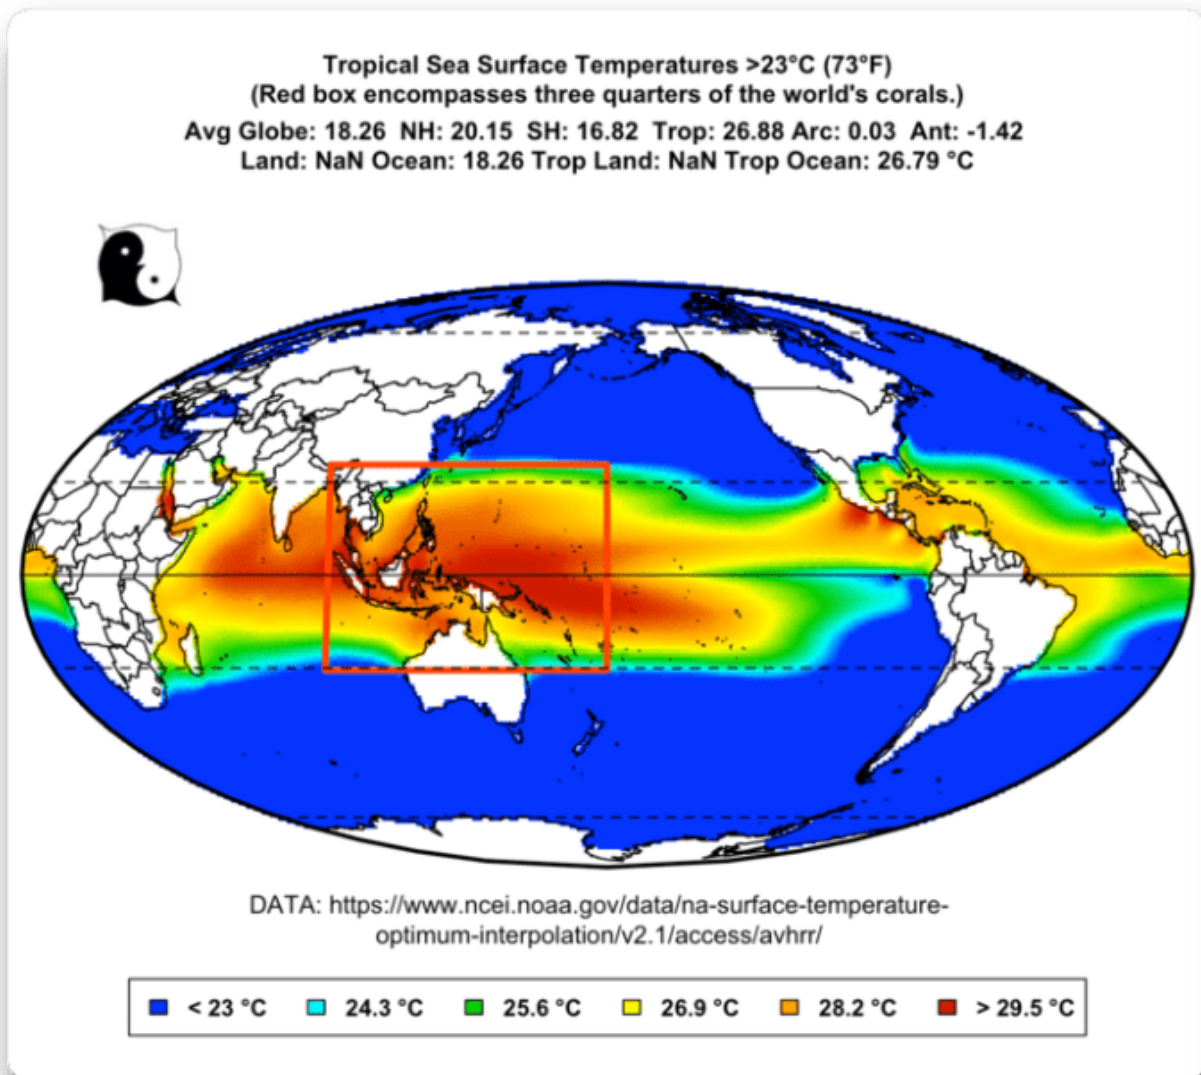 Tropical Sea Surface Temperatures >23°C (73°F)
(Red box encompasses three quarters of the world's corals.)
Avg Globe: 18.26 NH: 20.15 SH: 16.82 Trop: 26.88 Arc: 0.03 Ant: -1.42
Land: NaN Ocean: 18.26 Trop Land: NaN Trop Ocean: 26.79 °C
DATA: https://www.ncei.noaa.gov/data/na-surface-temperature-
optimum-interpolation/v2.1/access/avhrr/
< 23 °C 24.3 °C 25.6 °C 26.9 °C 28.2 °C > 29.5 °C